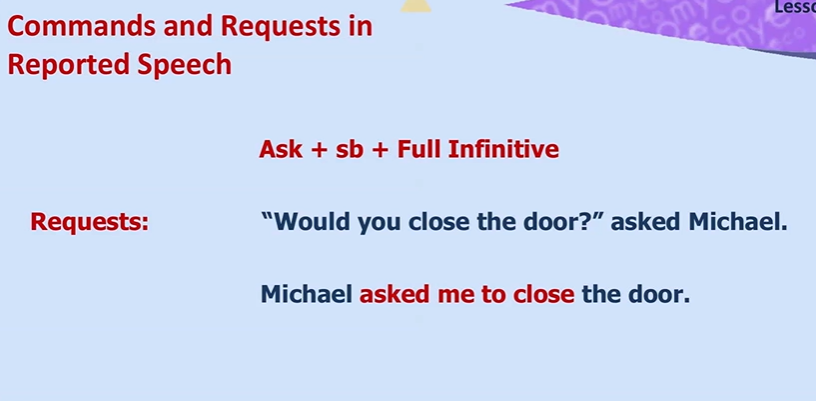 Lesso
Commands and Requests in
Reported Speech
Ask + sb + Full Infinitive
Requests: “Would you close the door?” asked Michael.
Michael asked me to close the door.